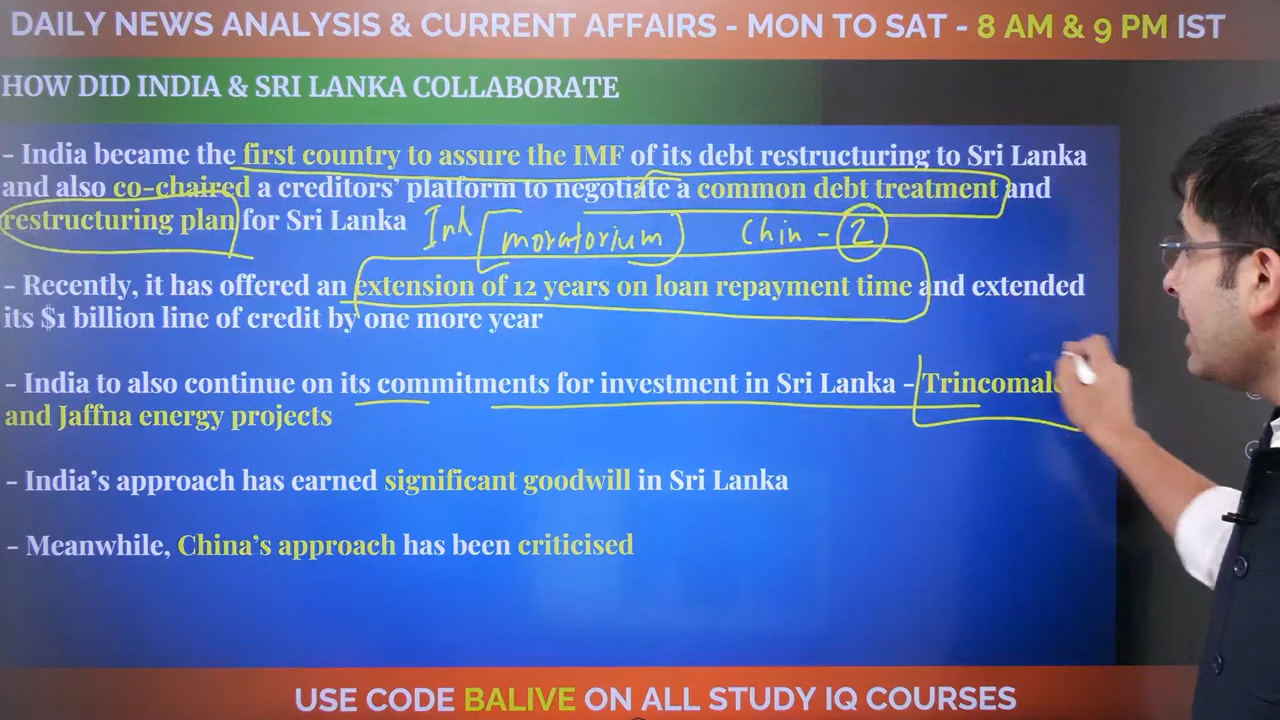 DAILY NEWS ANALYSIS & CURRENT AFFAIRS - MON TO SAT - 8 AM & 9 PM IST
HOW DID INDIA & SRI LANKA COLLABORATE
- India became the first country to assure the IMF of its debt restructuring to Sri Lanka
and also co-chaired a creditors' platform to negotiate a common debt treatment and
restructuring plan for Sri Lanka
Ind [moratorium) Chin - 2
- Recently, it has offered an extension of 12 years on loan repayment time and extended
its $1 billion line of credit by one more year
- India to also continue on its commitments for investment in Sri Lanka -
and Jaffna energy projects
- India's approach has earned significant goodwill in Sri Lanka
- Meanwhile, China's approach has been criticised
USE CODE BALIVE ON ALL STUDY IQ COURSES